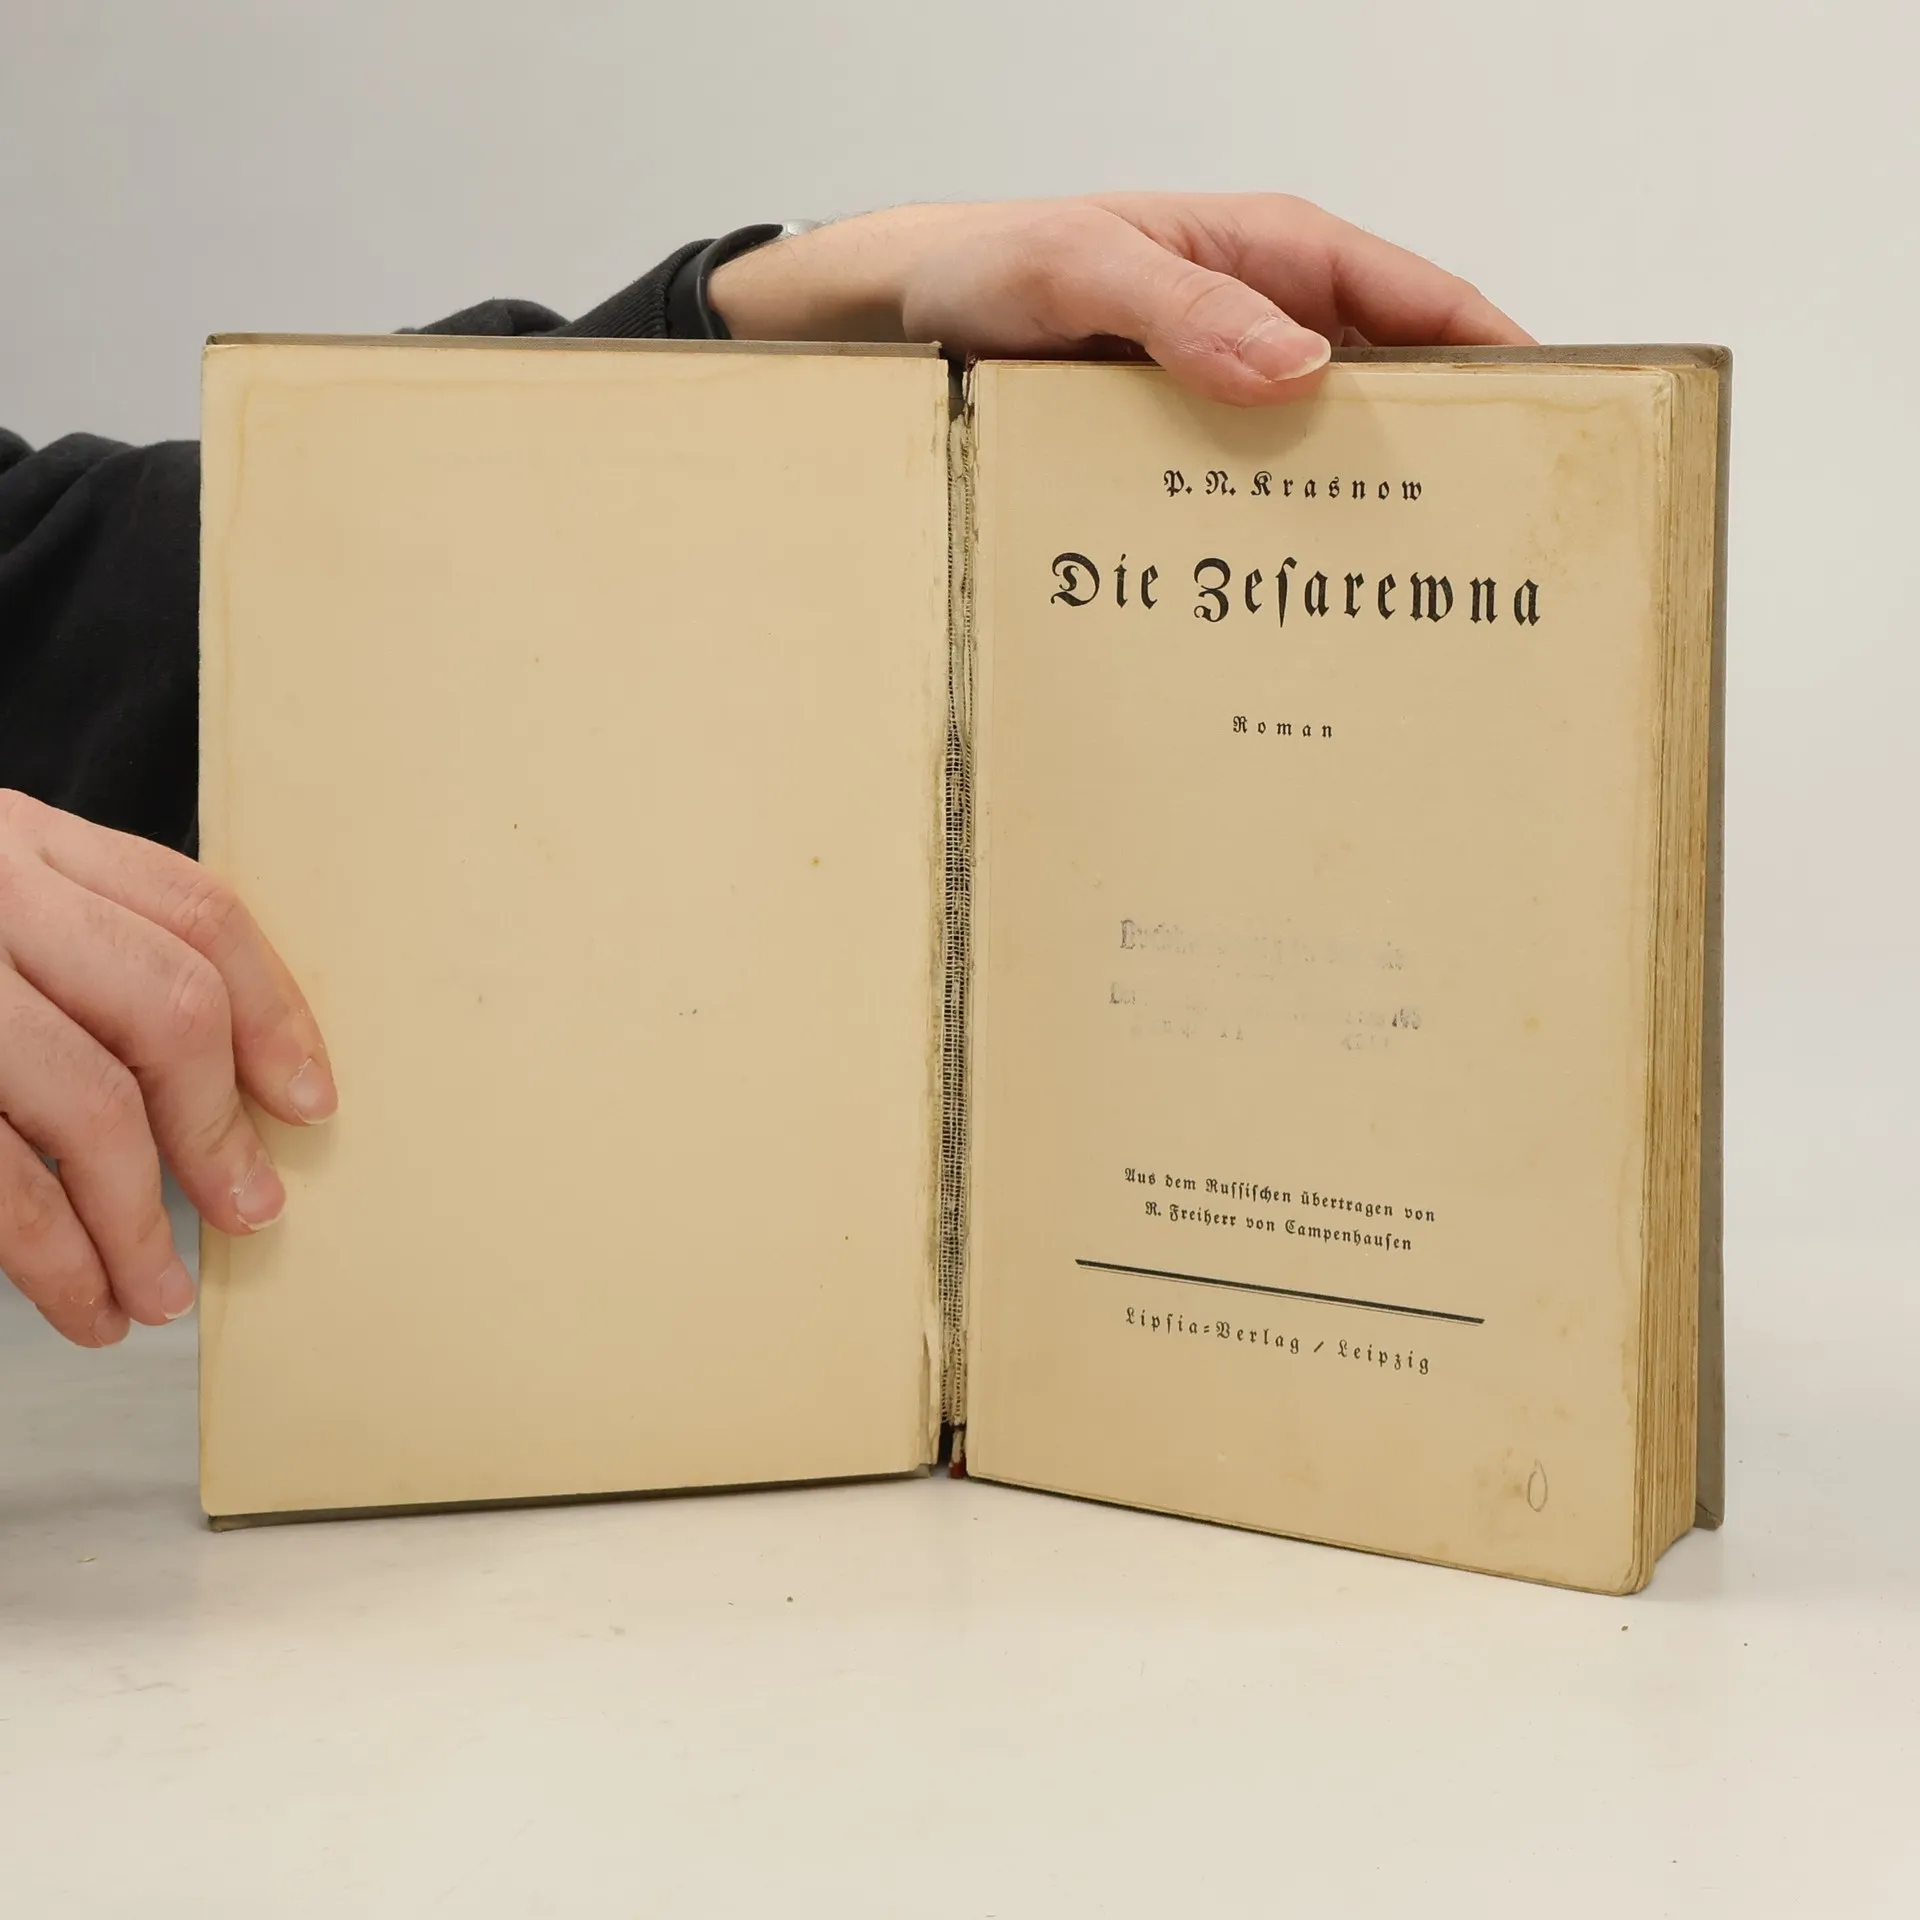 P. N. Krasnow
Die Zeſarewna
Roman
Aus dem Ruſſiſchen übertragen von
R. Freiherr von Campenhauſen
Lipſia-Verlag / Leipzig